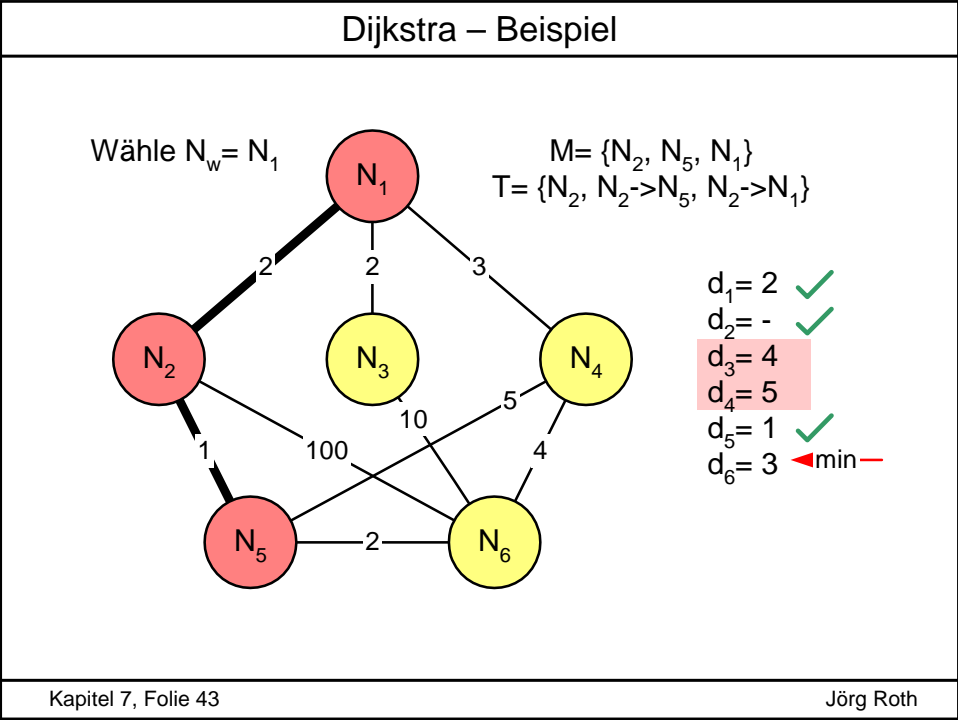 Dijkstra – Beispiel
Wähle N_w= N_1
M= {N_2, N_5, N_1}
T= {N_2, N_2->N_5, N_2->N_1}
N_1
2
2
3
d_1= 2
d_2= -
N_2
N_3
N_4
d_3= 4
d_4= 5
5
10
1
100
4
d_5= 1
d_6= 3
min
N_5
2
N_6
Kapitel 7, Folie 43
Jörg Roth